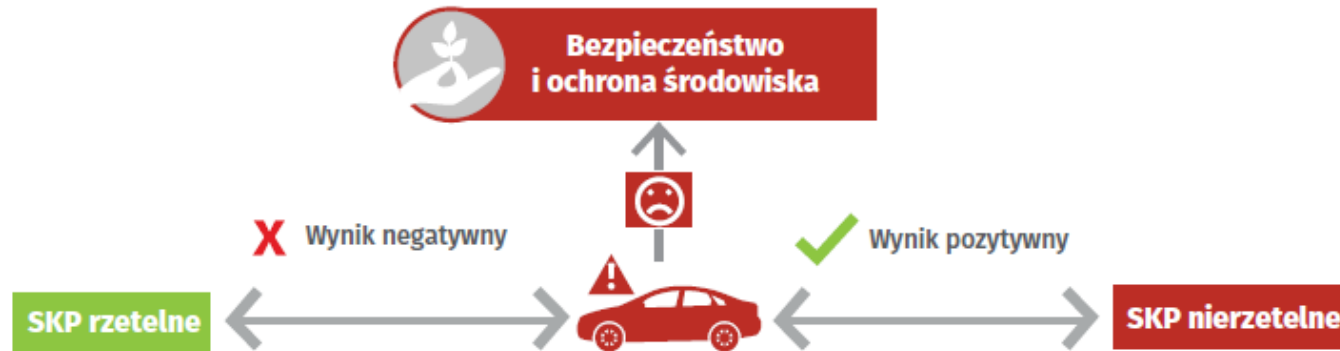 Bezpieczeństwo
i ochrona środowiska
X Wynik negatywny
Wynik pozytywny
SKP rzetelne
SKP nierzetelne